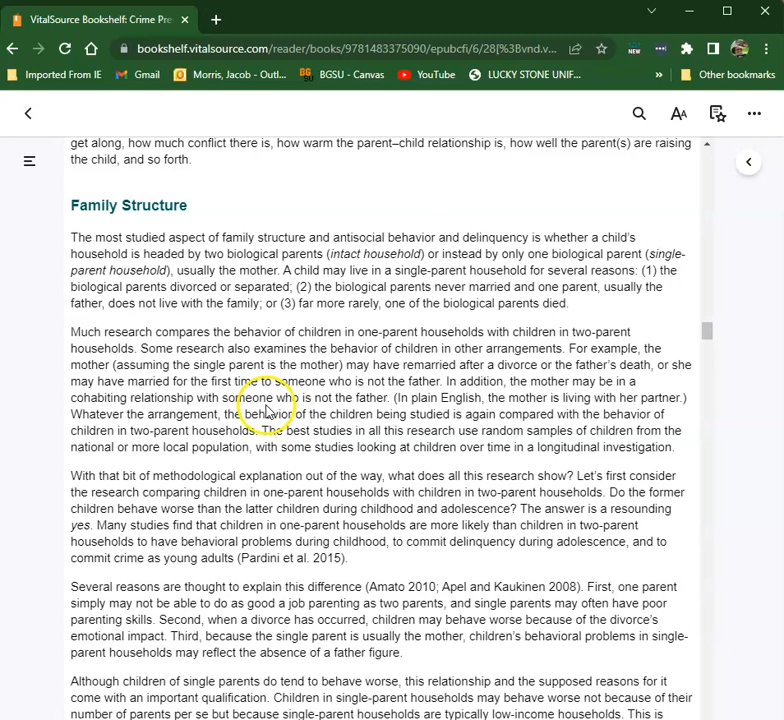 VitalSource Bookshelf: Crime Pre
bookshelf.vitalsource.com/reader/books/9781483375090/epubcfi/6/28[%3Bvnd.v
NEW
Imported From IE
Gmail
Morris, Jacob - Outl...
BGSU
BGSU - Canvas
YouTube
LUCKY STONE UNIF...
»
Other bookmarks
AA
get along, how much conflict there is, how warm the parent–child relationship is, how well the parent(s) are raising
the child, and so forth.
Family Structure
The most studied aspect of family structure and antisocial behavior and delinquency is whether a child's
household is headed by two biological parents (intact household) or instead by only one biological parent (single-
parent household), usually the mother. A child may live in a single-parent household for several reasons: (1) the
biological parents divorced or separated; (2) the biological parents never married and one parent, usually the
father, does not live with the family; or (3) far more rarely, one of the biological parents died.
Much research compares the behavior of children in one-parent households with children in two-parent
households. Some research also examines the behavior of children in other arrangements. For example, the
mother (assuming the single parent is the mother) may have remarried after a divorce or the father's death, or she
may have married for the first time to someone who is not the father. In addition, the mother may be in a
cohabiting relationship with is not the father. (In plain English, the mother is living with her partner.)
Whatever the arrangement, the behavior of the children being studied is again compared with the behavior of
children in two-parent households. The best studies in all this research use random samples of children from the
national or more local population, with some studies looking at children over time in a longitudinal investigation.
With that bit of methodological explanation out of the way, what does all this research show? Let's first consider
the research comparing children in one-parent households with children in two-parent households. Do the former
children behave worse than the latter children during childhood and adolescence? The answer is a resounding
yes. Many studies find that children in one-parent households are more likely than children in two-parent
households to have behavioral problems during childhood, to commit delinquency during adolescence, and to
commit crime as young adults (Pardini et al. 2015).
Several reasons are thought to explain this difference (Amato 2010; Apel and Kaukinen 2008). First, one parent
simply may not be able to do as good a job parenting as two parents, and single parents may often have poor
parenting skills. Second, when a divorce has occurred, children may behave worse because of the divorce's
emotional impact. Third, because the single parent is usually the mother, children's behavioral problems in single-
parent households may reflect the absence of a father figure.
Although children of single parents do tend to behave worse, this relationship and the supposed reasons for it
come with an important qualification. Children in single-parent households may behave worse not because of their
number of parents per se but because single-parent households are typically low-income households. This is